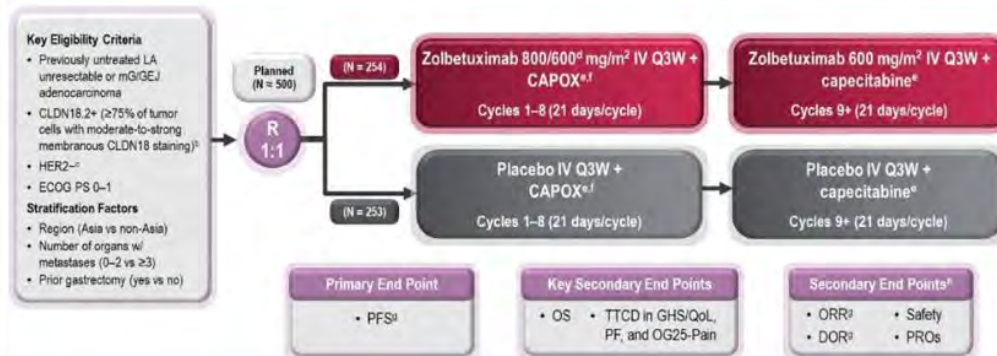 Key Eligibility Criteria
• Previously untreated LA
unresectable or mG/GEJ
adenocarcinoma
• CLDN18.2+ (≥75% of tumor
cells with moderate-to-strong
membranous CLDN18 staining)ᵇ
• HER2–ᶜ
• ECOG PS 0–1
Stratification Factors
• Region (Asia vs non-Asia)
• Number of organs w/
metastases (0–2 vs ≥3)
• Prior gastrectomy (yes vs no)
Planned
(N = 500)
R
1:1
(N = 254)
Zolbetuximab 800/600ᵈ mg/m² IV Q3W +
CAPOXᵉ,ᶠ
Cycles 1–8 (21 days/cycle)
Zolbetuximab 600 mg/m² IV Q3W +
capecitabineᵉ
Cycles 9+ (21 days/cycle)
(N = 253)
Placebo IV Q3W +
CAPOXᵉ,ᶠ
Cycles 1–8 (21 days/cycle)
Placebo IV Q3W +
capecitabineᵉ
Cycles 9+ (21 days/cycle)
Primary End Point
• PFSᵍ
Key Secondary End Points
• OS • TTCD in GHS/QoL,
PF, and OG25-Pain
Secondary End Pointsʰ
• ORRᵍ • Safety
• DORᵍ • PROs